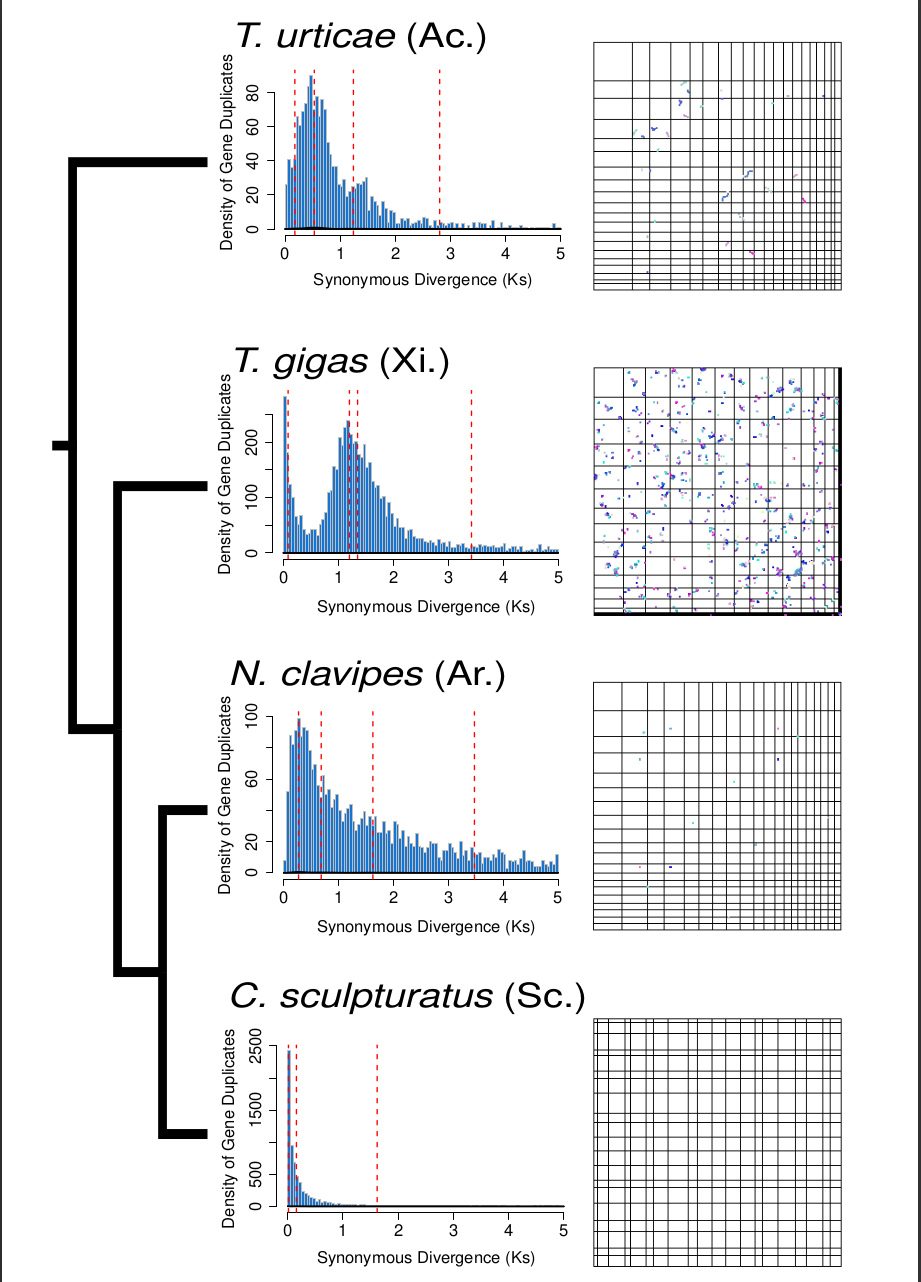 T. urticae (Ac.)
Density of Gene Duplicates
80
60
40
20
0
0 1 2 3 4 5
Synonymous Divergence (Ks)
T. gigas (Xi.)
Density of Gene Duplicates
200
100
0
0 1 2 3 4 5
Synonymous Divergence (Ks)
N. clavipes (Ar.)
Density of Gene Duplicates
100
60
20
0
0 1 2 3 4 5
Synonymous Divergence (Ks)
C. sculpturatus (Sc.)
Density of Gene Duplicates
2500
1500
500
0
0 1 2 3 4 5
Synonymous Divergence (Ks)